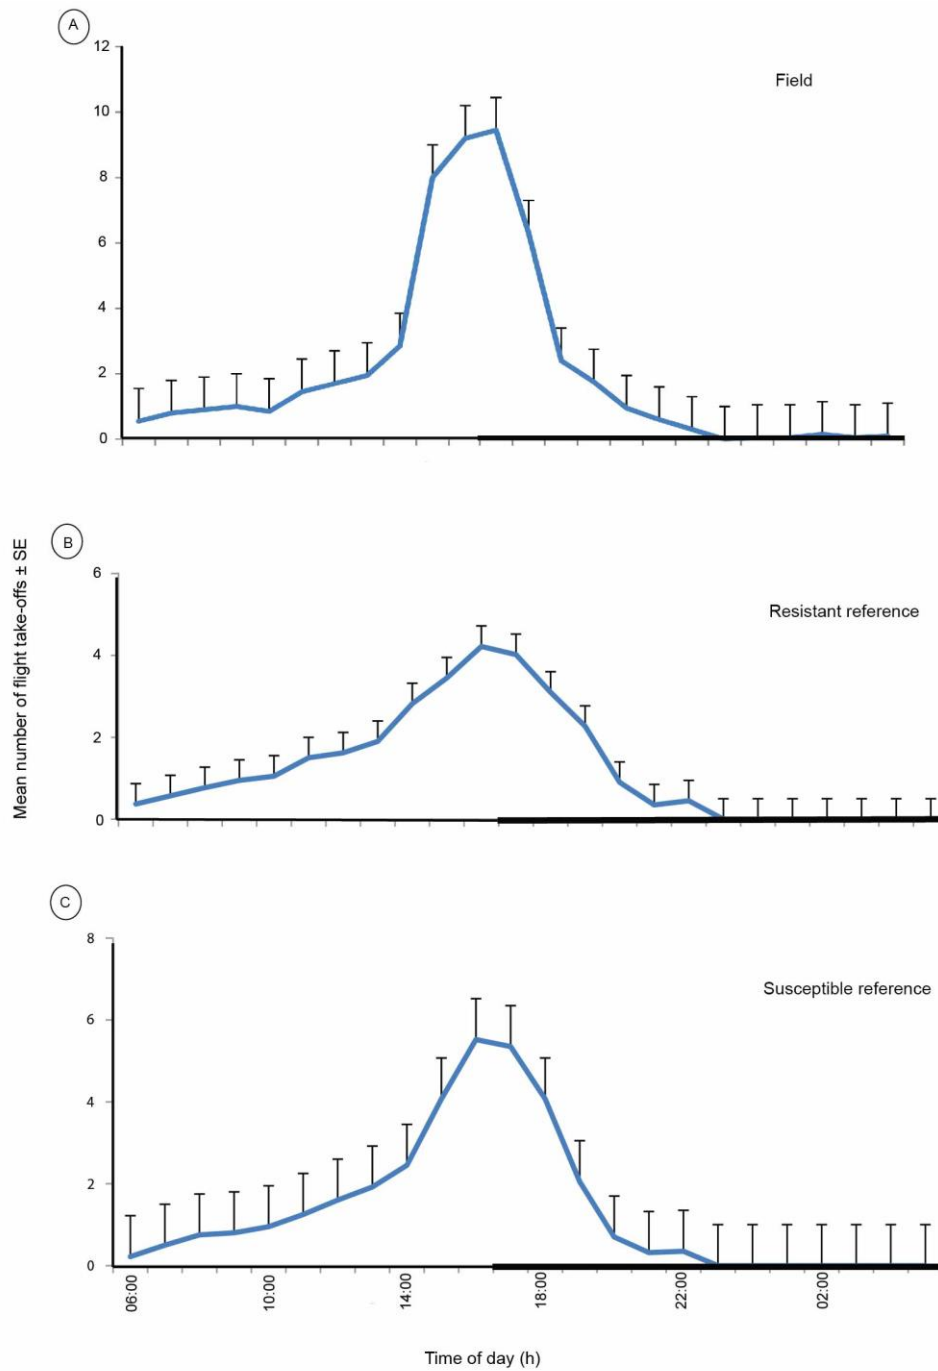 A
12
Field
10
8
6
4
2
0
Mean number of flight take-offs ± SE
B
6
Resistant reference
4
2
0
C
8
Susceptible reference
6
4
2
0
06:00 10:00 14:00 18:00 22:00 02:00
Time of day (h)